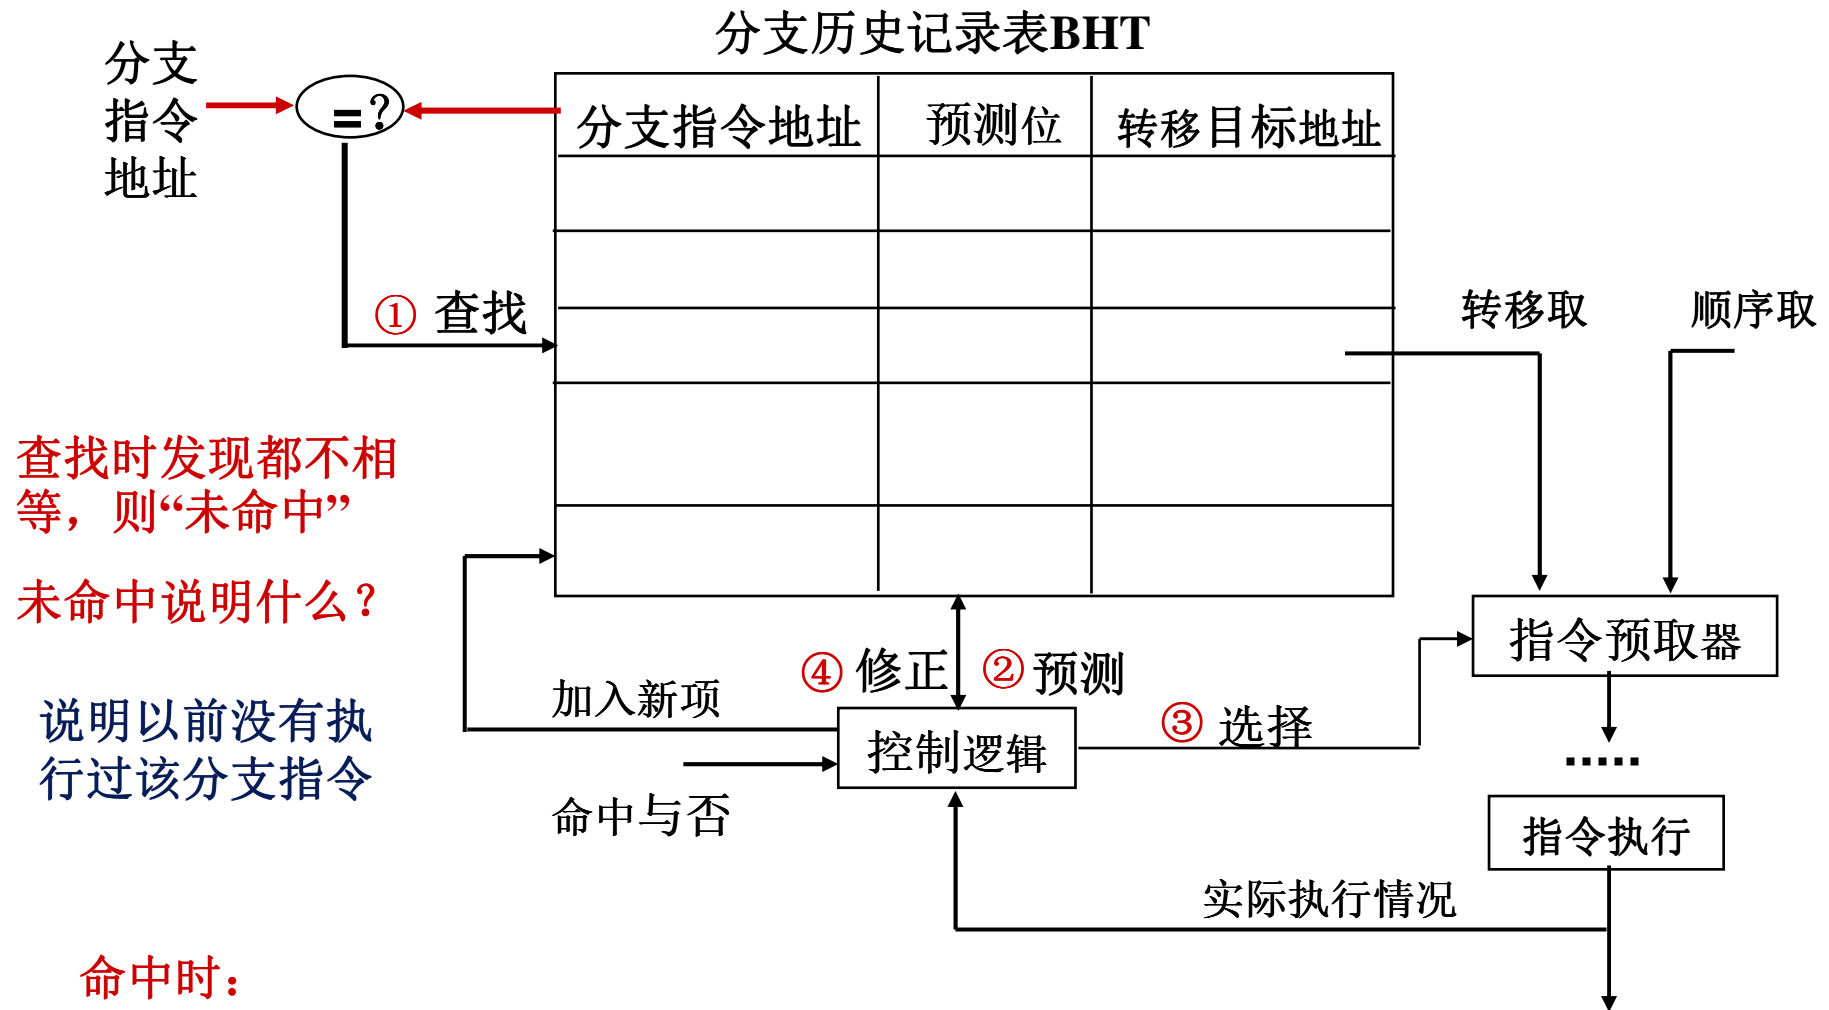 分支历史记录表BHT
分支
指令
地址
=?
分支指令地址
预测位
转移目标地址
① 查找
转移取
顺序取
查找时发现都不相
等，则“未命中”
未命中说明什么?
说明以前没有执
行过该分支指令
④ 修正
② 预测
指令预取器
加入新项
控制逻辑
③ 选择
命中与否
.....
指令执行
实际执行情况
命中时：